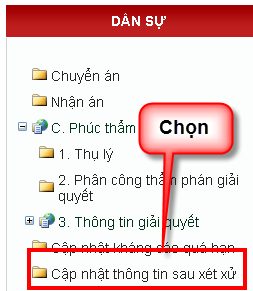 DÂN SỰ
Chuyển án
Nhận án
C. Phúc thẩm
Chọn
1. Thụ lý
2. Phân công thẩm phán giải
quyết
3. Thông tin giải quyết
Cập nhật kháng cáo quá hạn
Cập nhật thông tin sau xét xử